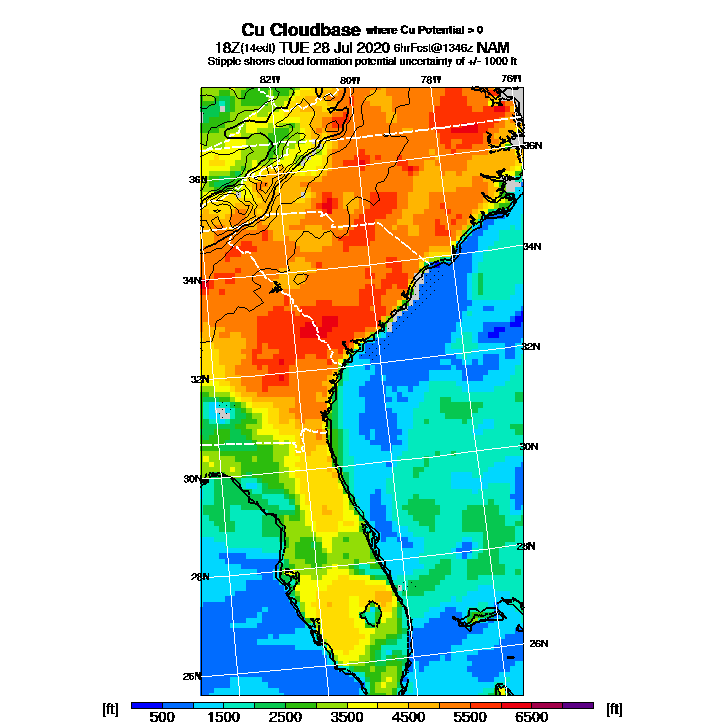 Cu Cloudbase where Cu Potential > 0
18Z(14edt) TUE 28 Jul 2020 6hrFcst@1346z NAM
Stipple shows cloud formation potential uncertainty of +/- 1000 ft
82W 80W 78W 76W
36N
36N
34N
34N
32N
32N
30N
30N
28N
28N
26N
26N
[ft] 500 1500 2500 3500 4500 5500 6500 [ft]